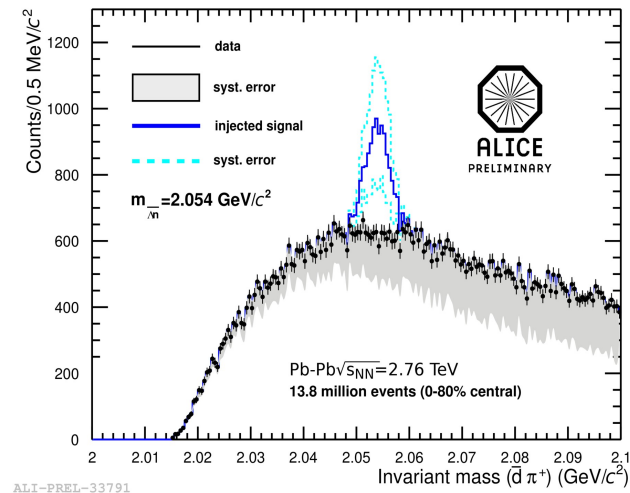 1200
1000
800
600
400
200
0
Counts/0.5 MeV/c²
data
syst. error
injected signal
syst. error
m_Λn̅=2.054 GeV/c²
ALICE
PRELIMINARY
Pb-Pb√sNN=2.76 TeV
13.8 million events (0-80% central)
2 2.01 2.02 2.03 2.04 2.05 2.06 2.07 2.08 2.09 2.1
Invariant mass (d̅ π⁺) (GeV/c²)
ALI-PREL-33791